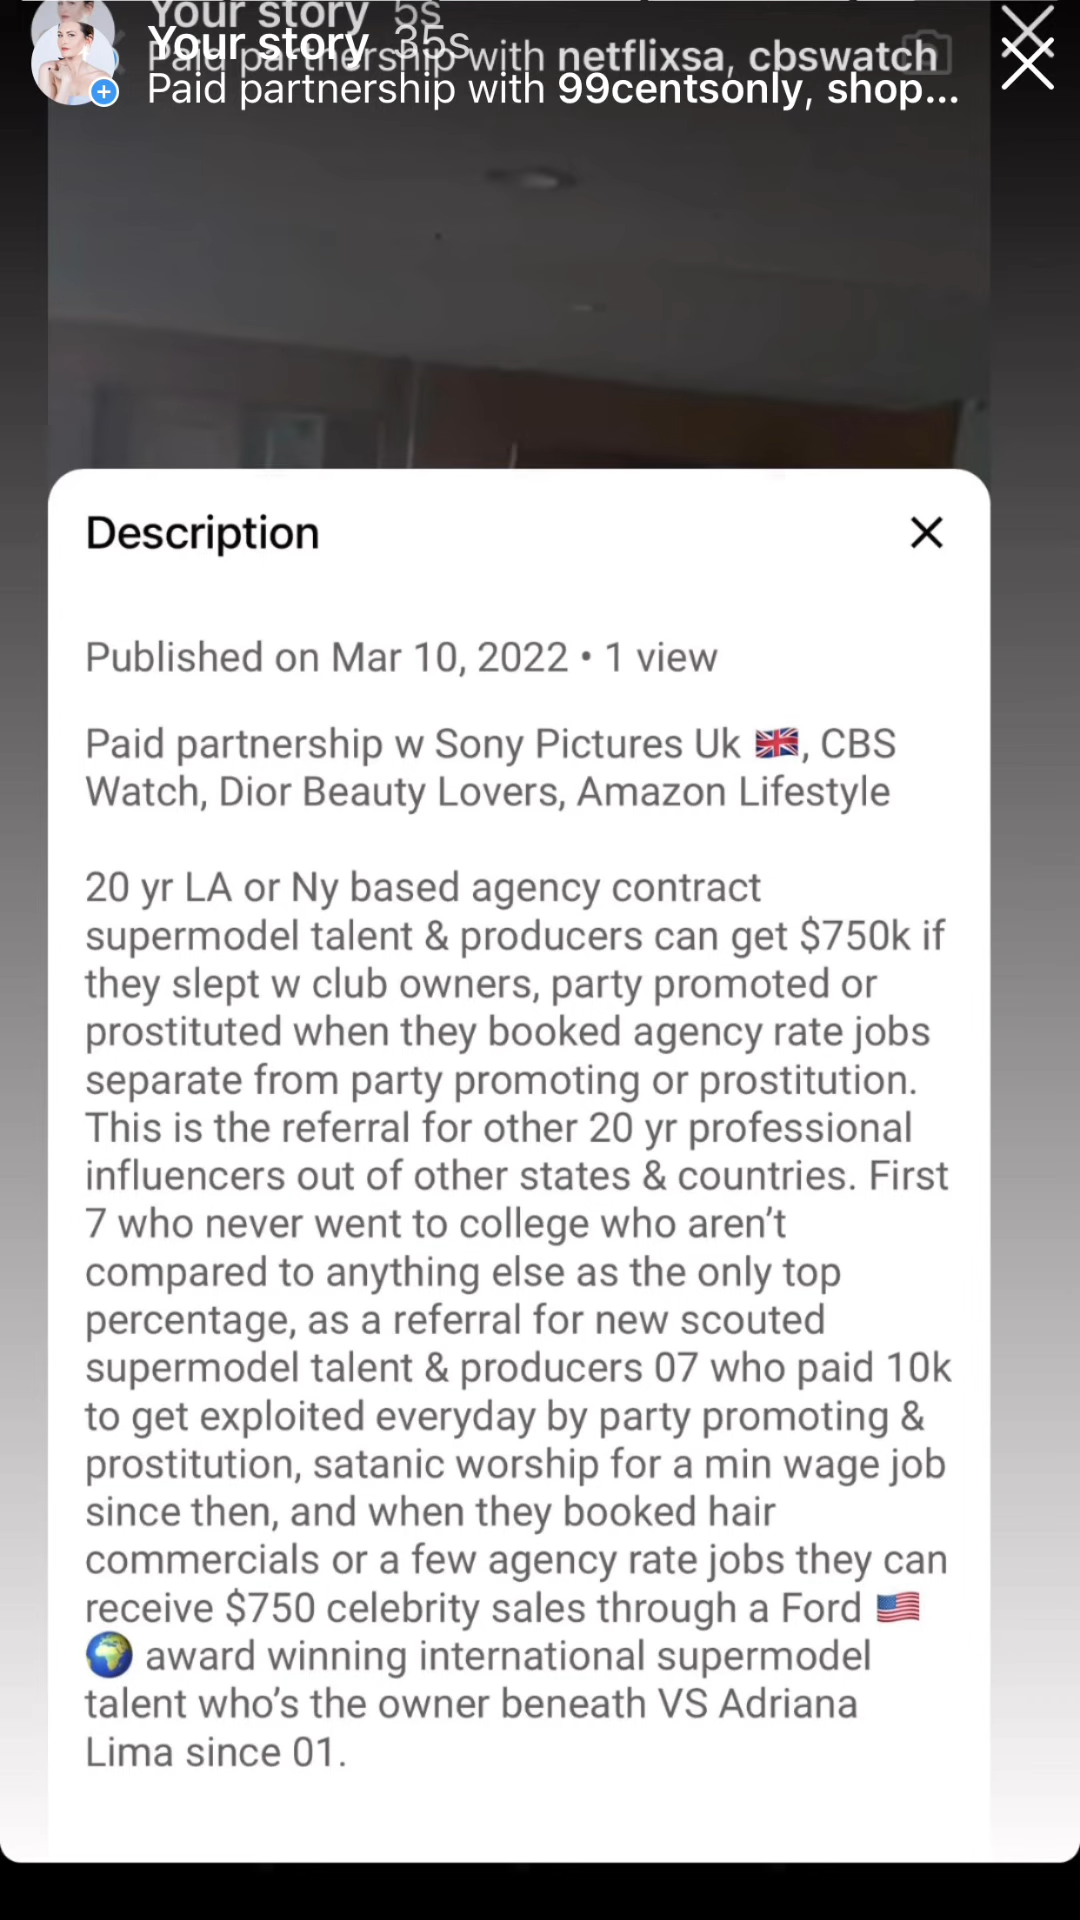 Your story 5s
Paid partnership with netflixsa, cbswatch
Your story 35s
Paid partnership with 99centsonly, shop...
Description
Published on Mar 10, 2022 • 1 view
Paid partnership w Sony Pictures Uk 🇬🇧, CBS
Watch, Dior Beauty Lovers, Amazon Lifestyle
20 yr LA or Ny based agency contract
supermodel talent & producers can get $750k if
they slept w club owners, party promoted or
prostituted when they booked agency rate jobs
separate from party promoting or prostitution.
This is the referral for other 20 yr professional
influencers out of other states & countries. First
7 who never went to college who aren’t
compared to anything else as the only top
percentage, as a referral for new scouted
supermodel talent & producers 07 who paid 10k
to get exploited everyday by party promoting &
prostitution, satanic worship for a min wage job
since then, and when they booked hair
commercials or a few agency rate jobs they can
receive $750 celebrity sales through a Ford 🇺🇸
🌍 award winning international supermodel
talent who’s the owner beneath VS Adriana
Lima since 01.